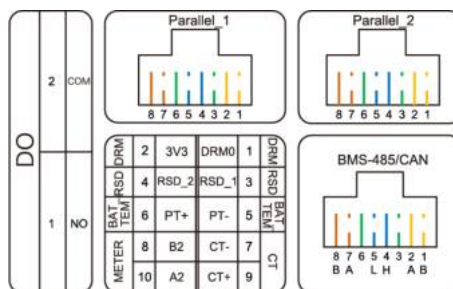 DO
2 COM
1 NO
Parallel_1
8 7 6 5 4 3 2 1
Parallel_2
8 7 6 5 4 3 2 1
DRM 2 3V3 DRM0 1 DRM
RSD 4 RSD_2 RSD_1 3 RSD
BAT TEM 6 PT+ PT- 5 BAT TEM
METER 8 B2 CT- 7 CT
10 A2 CT+ 9
BMS-485/CAN
8 7 6 5 4 3 2 1
B A L H A B